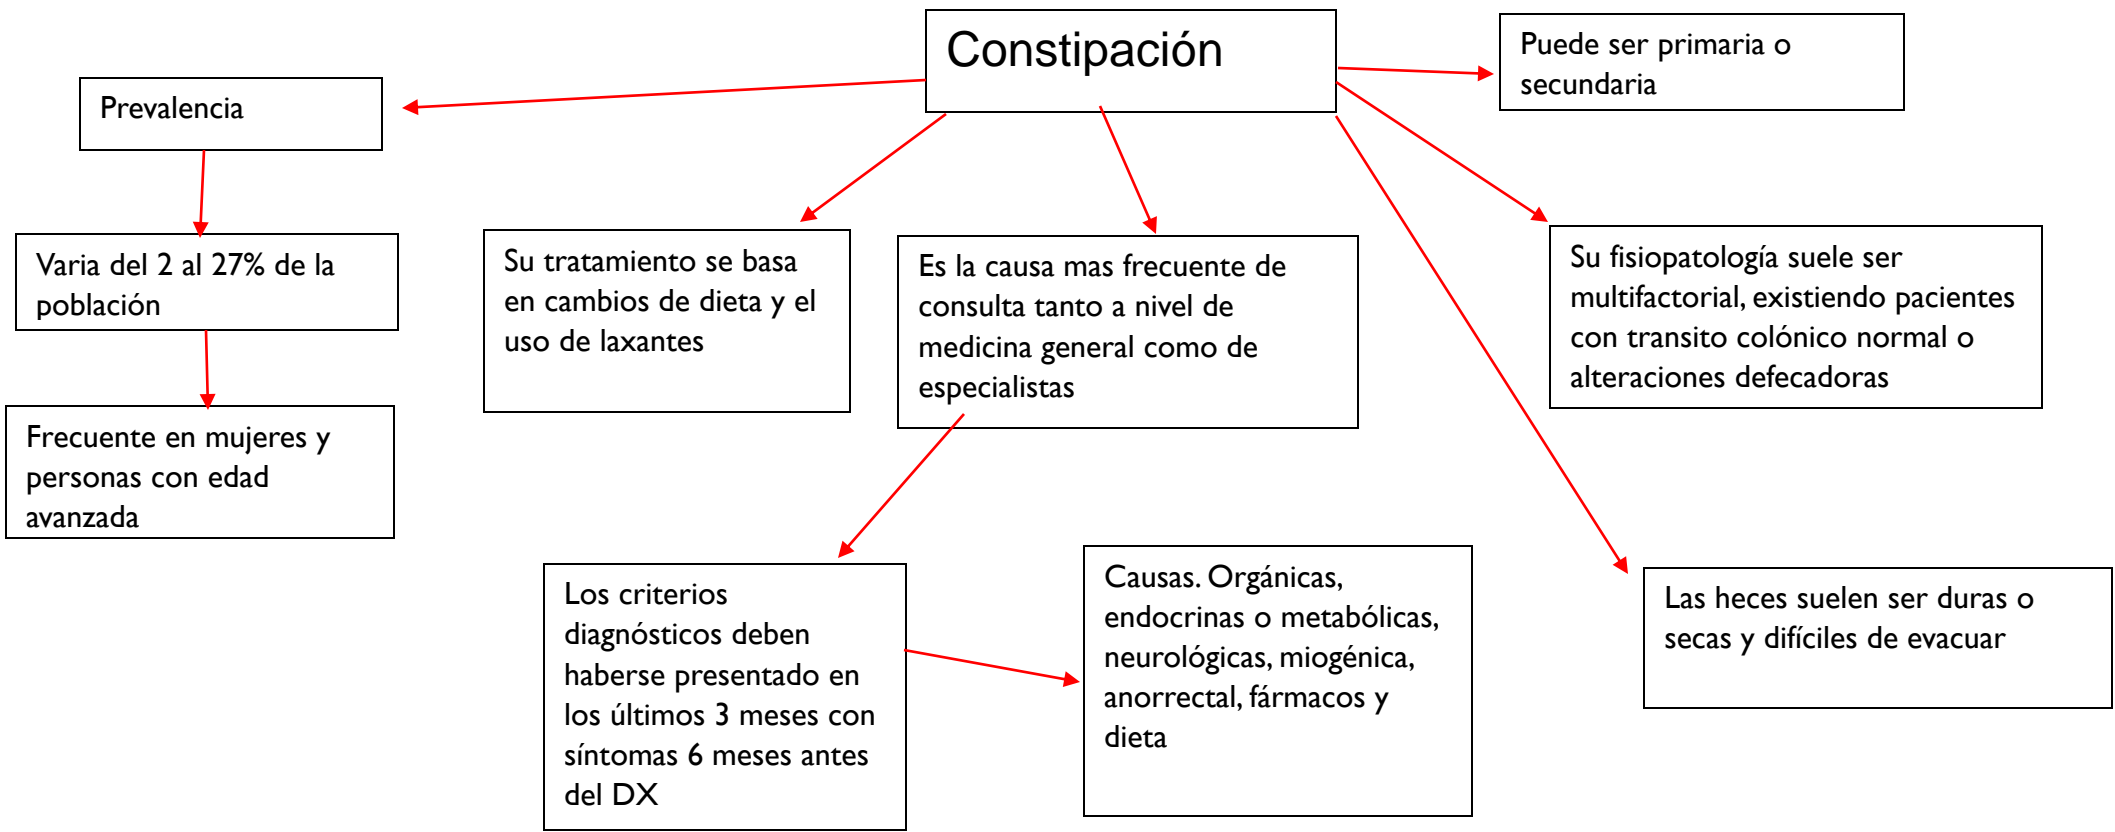 Constipación
Puede ser primaria o
secundaria
Prevalencia
Varia del 2 al 27% de la
población
Frecuente en mujeres y
personas con edad
avanzada
Su tratamiento se basa
en cambios de dieta y el
uso de laxantes
Es la causa mas frecuente de
consulta tanto a nivel de
medicina general como de
especialistas
Su fisiopatología suele ser
multifactorial, existiendo pacientes
con transito colónico normal o
alteraciones defecadoras
Los criterios
diagnósticos deben
haberse presentado en
los últimos 3 meses con
síntomas 6 meses antes
del DX
Causas. Orgánicas,
endocrinas o metabólicas,
neurológicas, miogénica,
anorrectal, fármacos y
dieta
Las heces suelen ser duras o
secas y difíciles de evacuar